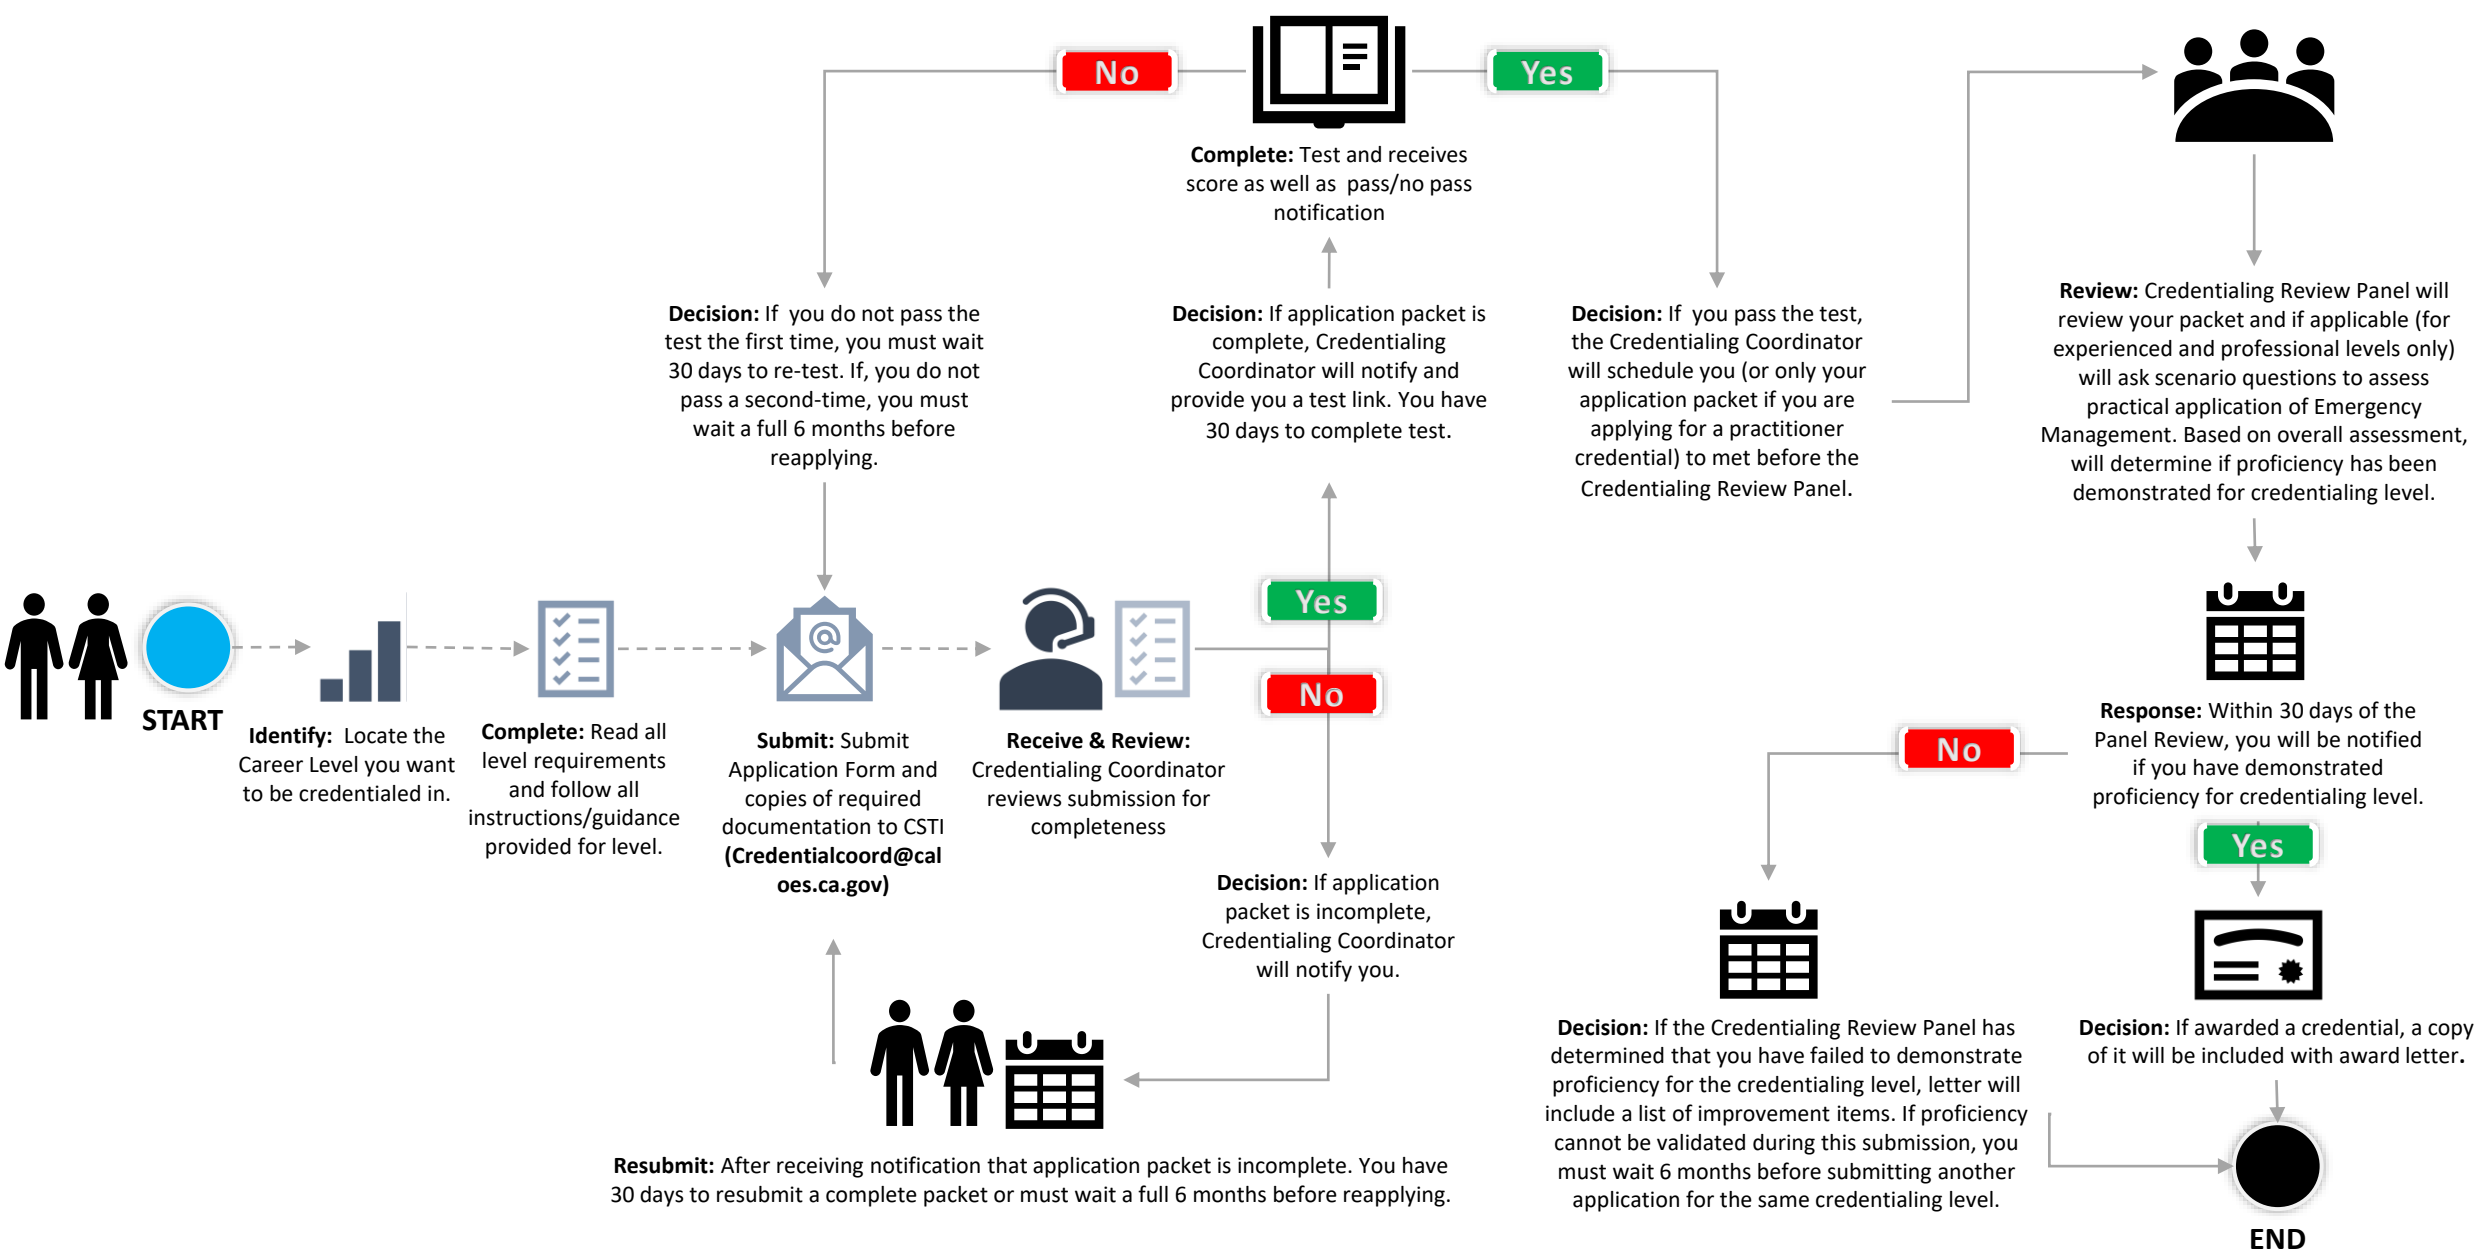 No
Yes
Complete: Test and receives
score as well as  pass/no pass
notification
Decision: If  you do not pass the
test the first time, you must wait
30 days to re-test. If, you do not
pass a second-time, you must
wait a full 6 months before
reapplying.
Decision: If application packet is
complete, Credentialing
Coordinator will notify and
provide you a test link. You have
30 days to complete test.
Decision: If  you pass the test,
the Credentialing Coordinator
will schedule you (or only your
application packet if you are
applying for a practitioner
credential) to met before the
Credentialing Review Panel.
Review: Credentialing Review Panel will
review your packet and if applicable (for
experienced and professional levels only)
will ask scenario questions to assess
practical application of Emergency
Management. Based on overall assessment,
will determine if proficiency has been
demonstrated for credentialing level.
START
Identify:  Locate the
Career Level you want
to be credentialed in.
Complete: Read all
level requirements
and follow all
instructions/guidance
provided for level.
@
Submit: Submit
Application Form and
copies of required
documentation to CSTI
(Credentialcoord@cal
oes.ca.gov)
Receive & Review:
Credentialing Coordinator
reviews submission for
completeness
Yes
No
Decision: If application
packet is incomplete,
Credentialing Coordinator
will notify you.
Resubmit: After receiving notification that application packet is incomplete. You have
30 days to resubmit a complete packet or must wait a full 6 months before reapplying.
Response: Within 30 days of the
Panel Review, you will be notified
if you have demonstrated
proficiency for credentialing level.
No
Yes
Decision: If the Credentialing Review Panel has
determined that you have failed to demonstrate
proficiency for the credentialing level, letter will
include a list of improvement items. If proficiency
cannot be validated during this submission, you
must wait 6 months before submitting another
application for the same credentialing level.
Decision: If awarded a credential, a copy
of it will be included with award letter.
END